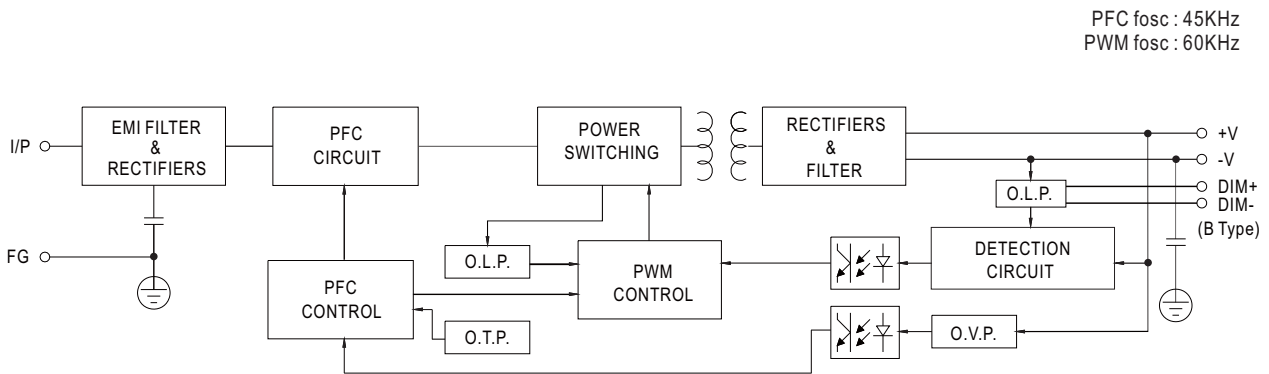 PFC fosc : 45KHz
PWM fosc : 60KHz
I/P
EMI FILTER
&
RECTIFIERS
PFC
CIRCUIT
POWER
SWITCHING
RECTIFIERS
&
FILTER
+V
-V
DIM+
DIM-
(B Type)
O.L.P.
FG
O.L.P.
PWM
CONTROL
DETECTION
CIRCUIT
PFC
CONTROL
O.T.P.
O.V.P.